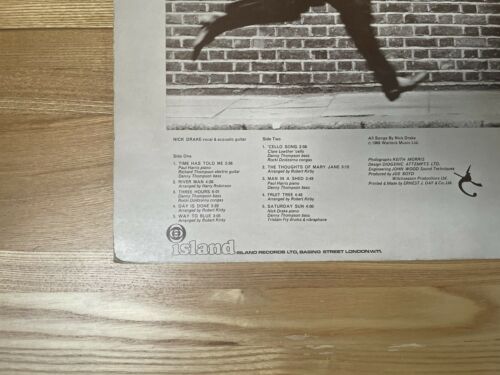 NICK DRAKE vocal & acoustic guitar
Side One
1. TIME HAS TOLD ME 3:56
Paul Harris piano
Richard Thompson electric guitar
Danny Thompson bass
2. RIVER MAN 4:28
Arranged by Harry Robinson
3. THREE HOURS 6:01
Danny Thompson bass
Rocki Dzidzornu congas
4. DAY IS DONE 2:22
Arranged by Robert Kirby
5. WAY TO BLUE 3:05
Arranged by Robert Kirby
Side Two
1. 'CELLO SONG 3:58
Clare Lowther 'cello
Danny Thompson bass
Rocki Dzidzornu congas
2. THE THOUGHTS OF MARY JANE 3:12
Arranged by Robert Kirby
3. MAN IN A SHED 3:49
Paul Harris piano
Danny Thompson bass
4. FRUIT TREE 4:42
Arranged by Robert Kirby
5. SATURDAY SUN 4:00
Nick Drake piano
Danny Thompson bass
Tristam Fry drums & vibraphone
All Songs By Nick Drake
© 1969 Warlock Music Ltd.
Photographs KEITH MORRIS
Design DIOGENIC ATTEMPTS LTD.
Engineering JOHN WOOD Sound Techniques
Produced by JOE BOYD
Witchseason Productions Ltd.
Printed & Made by ERNEST J. DAY & Co. Ltd.
island
ISLAND RECORDS LTD, BASING STREET LONDON W11.